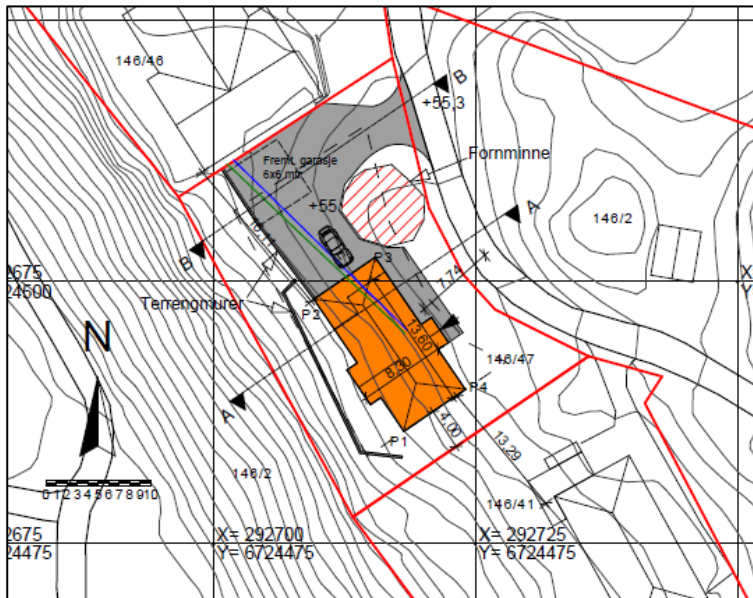 146/46
B
+55,3
Fornminne
Fremt. garasje
6x6 mtr.
+55
A
146/2
16,11
B
P3
2675
24500
X
Y
7,74
Terrengmurer
P2
N
13,60
146/47
8,30
P4
A
4,00
P1
13,29
146/2
0 1 2 3 4 5 6 7 8 9 10
146/41
2675
24475
X= 292700
Y= 6724475
X= 292725
Y= 6724475
X
Y